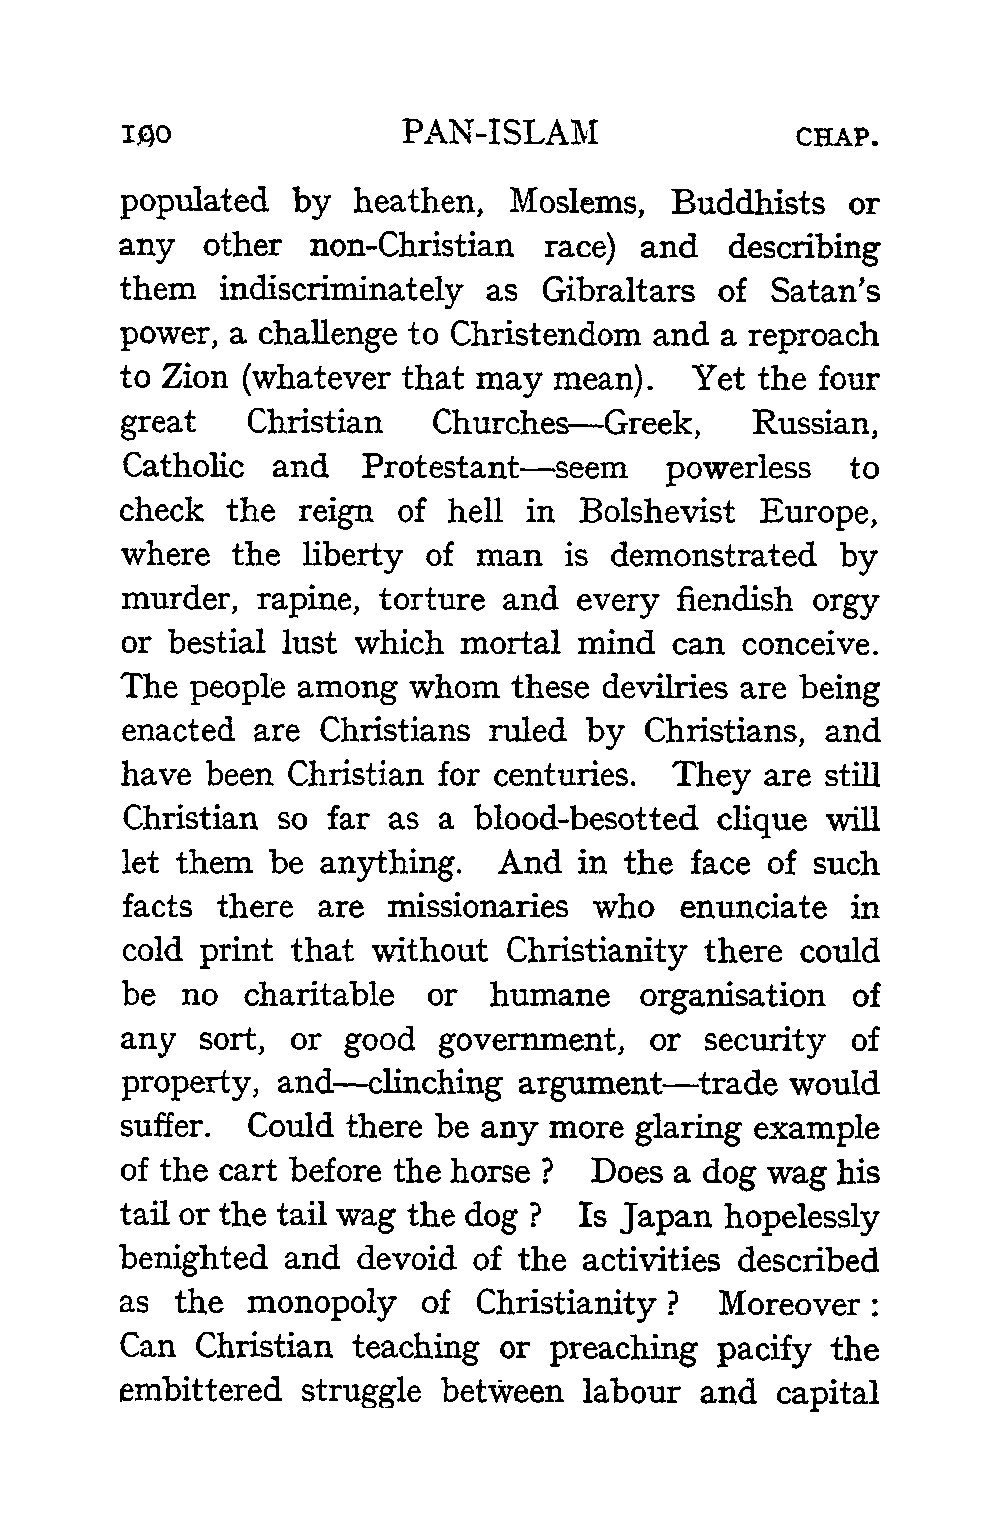 190 PAN-ISLAM CHAP.
populated by heathen, Moslems, Buddhists or
any other non-Christian race) and describing
them indiscriminately as Gibraltars of Satan's
power, a challenge to Christendom and a reproach
to Zion (whatever that may mean). Yet the four
great Christian Churches—Greek, Russian,
Catholic and Protestant—seem powerless to
check the reign of hell in Bolshevist Europe,
where the liberty of man is demonstrated by
murder, rapine, torture and every fiendish orgy
or bestial lust which mortal mind can conceive.
The people among whom these devilries are being
enacted are Christians ruled by Christians, and
have been Christian for centuries. They are still
Christian so far as a blood-besotted clique will
let them be anything. And in the face of such
facts there are missionaries who enunciate in
cold print that without Christianity there could
be no charitable or humane organisation of
any sort, or good government, or security of
property, and—clinching argument—trade would
suffer. Could there be any more glaring example
of the cart before the horse ? Does a dog wag his
tail or the tail wag the dog ? Is Japan hopelessly
benighted and devoid of the activities described
as the monopoly of Christianity ? Moreover :
Can Christian teaching or preaching pacify the
embittered struggle between labour and capital